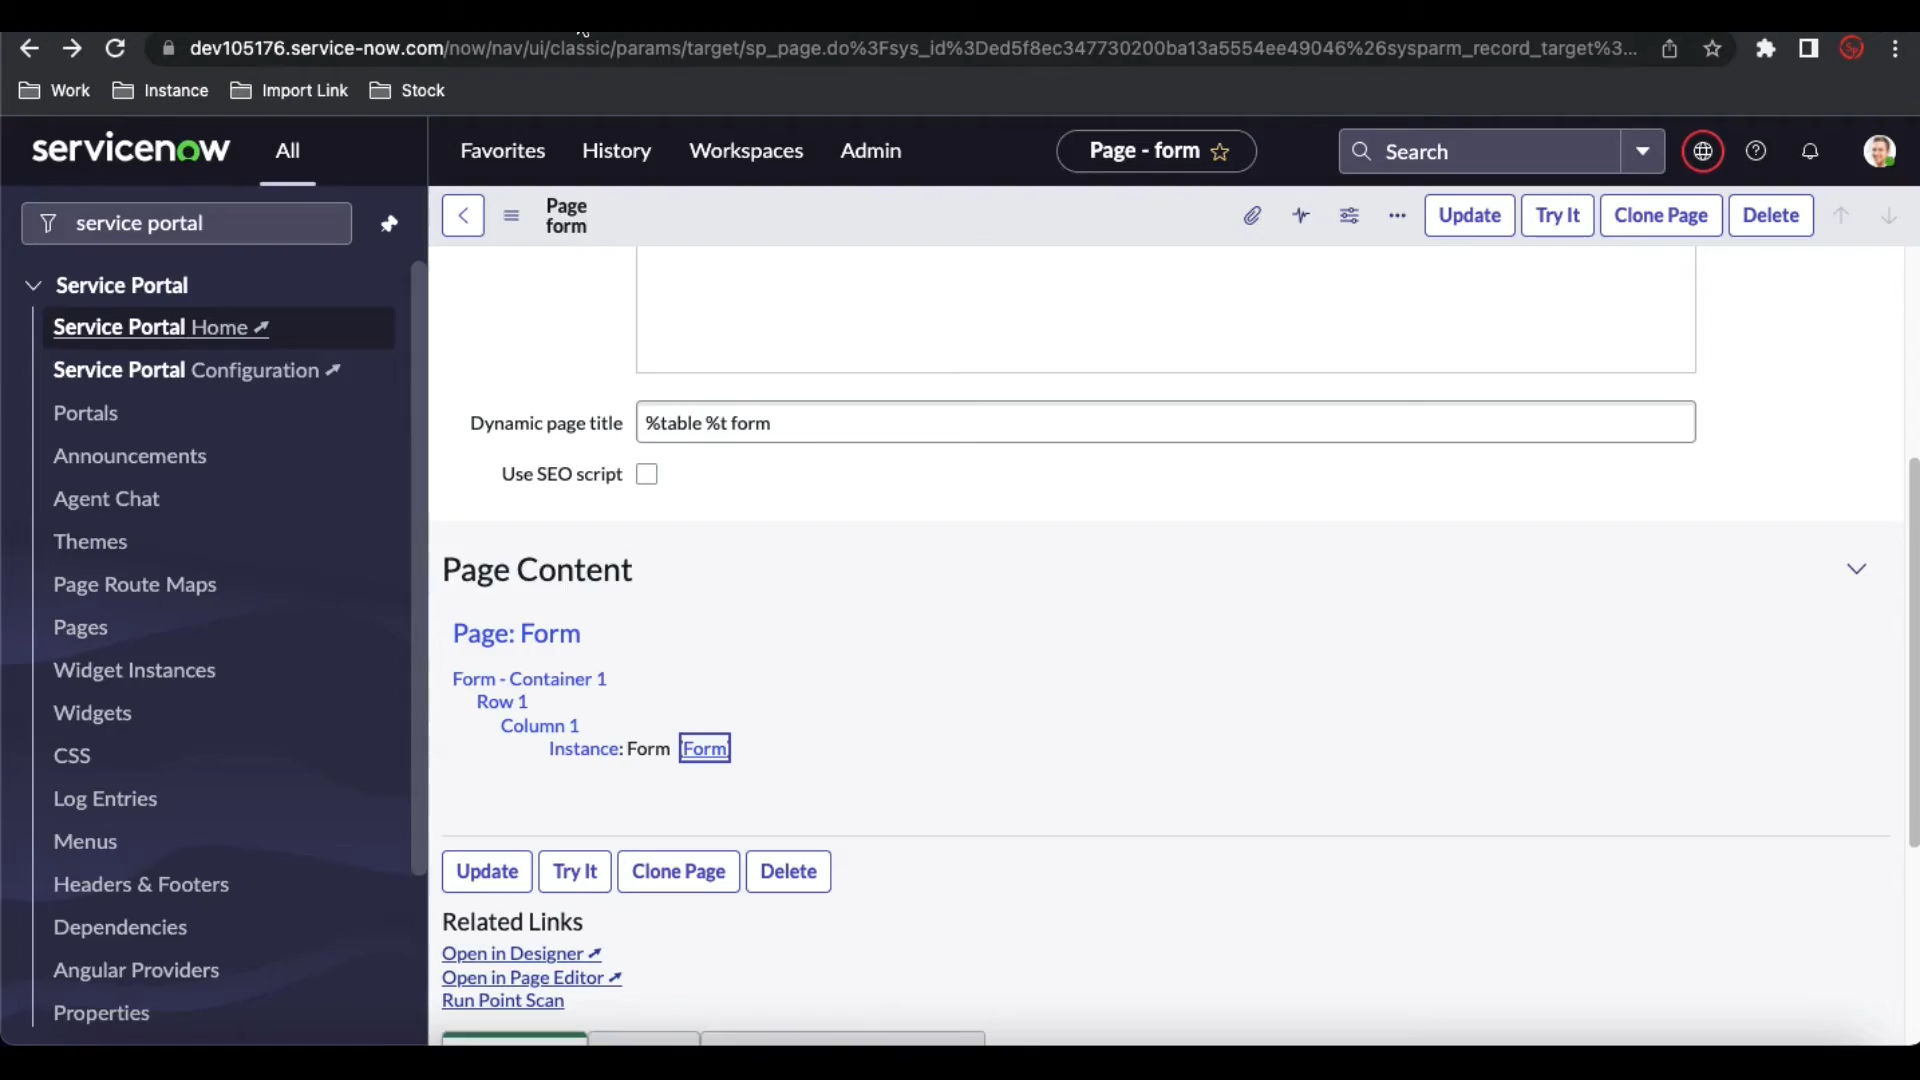 dev105176.service-now.com/now/nav/ui/classic/params/target/sp_page.do%3Fsys_id%3Ded5f8ec347730200ba13a5554ee49046%26sysparm_record_target%3...
Work Instance Import Link Stock
servicenow All Favorites History Workspaces Admin Page - form Search
service portal
Page
form
Update Try It Clone Page Delete
Service Portal
Service Portal Home
Service Portal Configuration
Portals
Announcements
Agent Chat
Themes
Page Route Maps
Pages
Widget Instances
Widgets
CSS
Log Entries
Menus
Headers & Footers
Dependencies
Angular Providers
Properties
Dynamic page title %table %t form
Use SEO script
Page Content
Page: Form
Form - Container 1
Row 1
Column 1
Instance: Form [Form]
Update Try It Clone Page Delete
Related Links
Open in Designer
Open in Page Editor
Run Point Scan